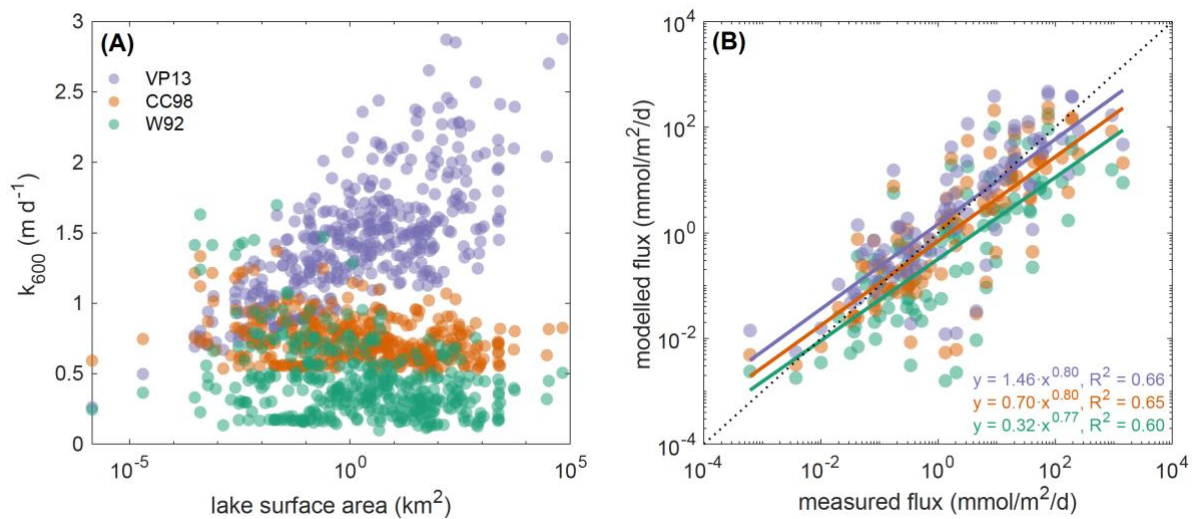 (A)
VP13
CC98
W92
3
2.5
2
1.5
1
0.5
0
k₆₀₀ (m d⁻¹)
10⁻⁵
10⁰
10⁵
lake surface area (km²)
(B)
10⁴
10²
10⁰
10⁻²
10⁻⁴
modelled flux (mmol/m²/d)
y = 1.46·x⁰·⁸⁰, R² = 0.66
y = 0.70·x⁰·⁸⁰, R² = 0.65
y = 0.32·x⁰·⁷⁷, R² = 0.60
10⁻⁴
10⁻²
10⁰
10²
10⁴
measured flux (mmol/m²/d)